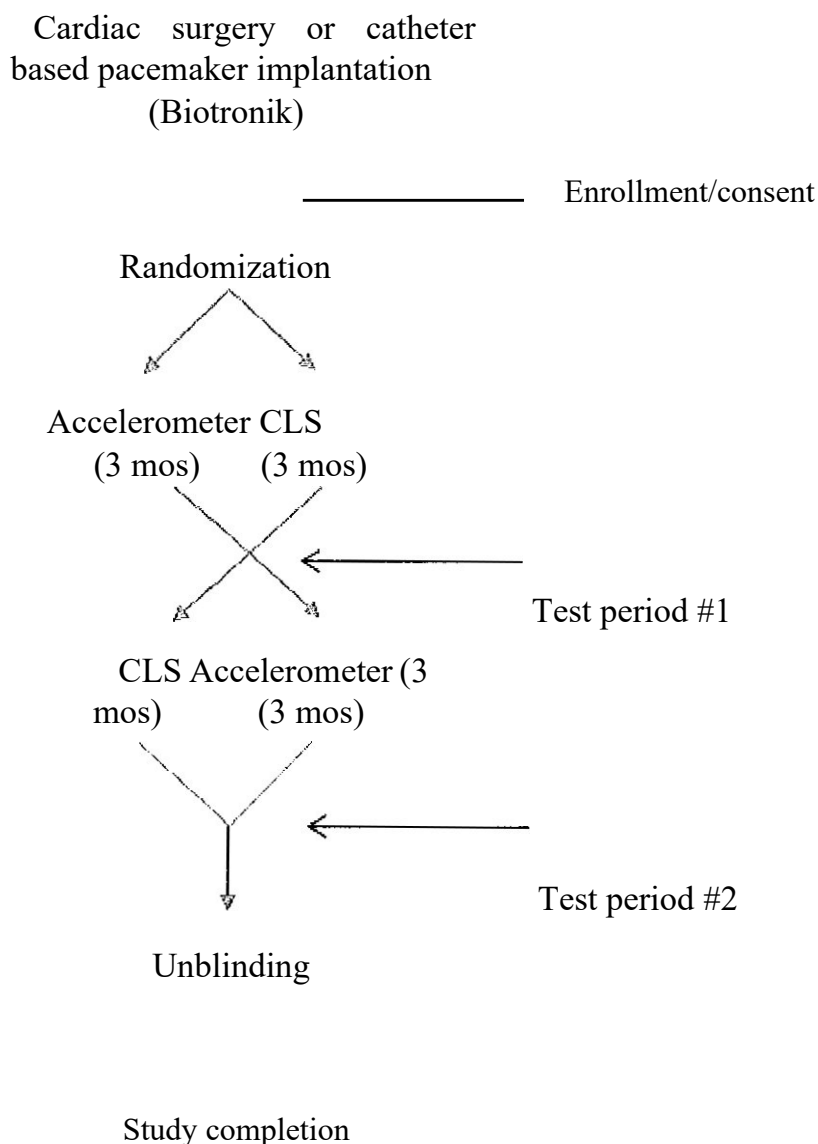 Cardiac surgery or catheter
based pacemaker implantation
(Biotronik)
Enrollment/consent
Randomization
Accelerometer CLS
(3 mos) (3 mos)
Test period #1
CLS Accelerometer (3
mos) (3 mos)
Test period #2
Unblinding
Study completion